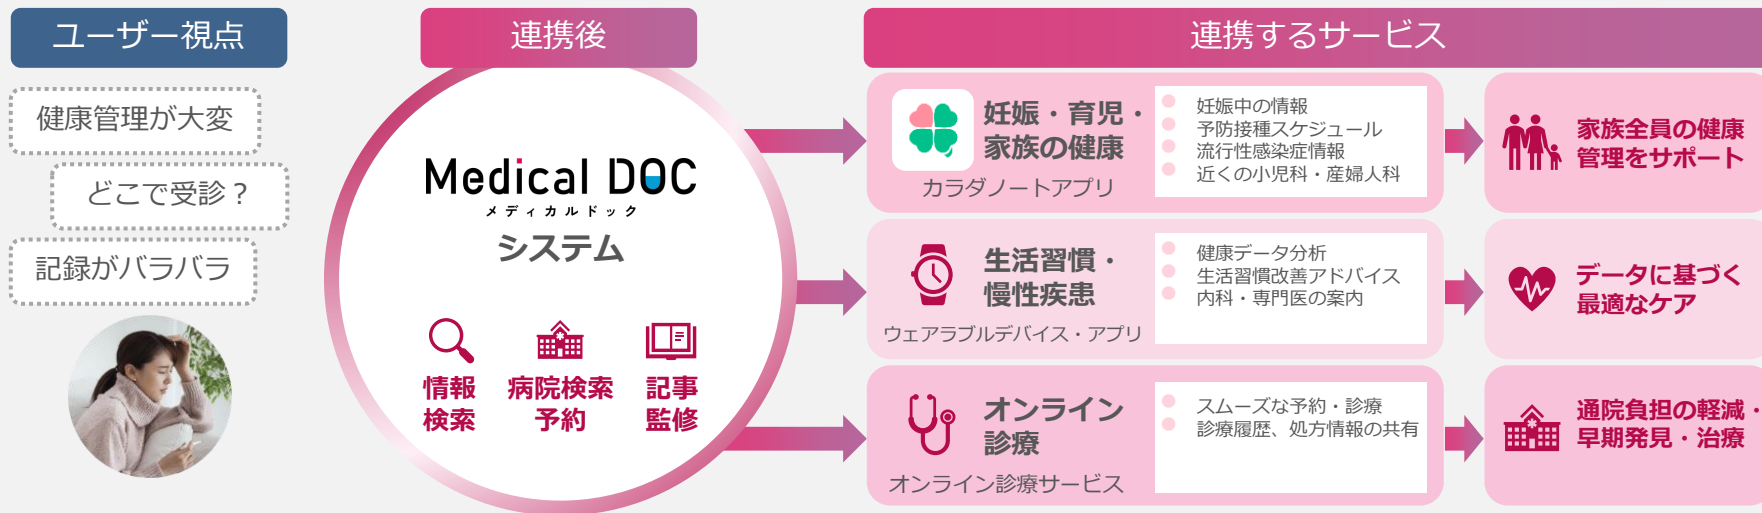 ユーザー視点
健康管理が大変
どこで受診？
記録がバラバラ
連携後
Medical DOC
メディカルドック
システム
情報
検索
病院検索
予約
記事
監修
連携するサービス
妊娠・育児・
家族の健康
カラダノートアプリ
妊娠中の情報
予防接種スケジュール
流行性感染症情報
近くの小児科・産婦人科
家族全員の健康
管理をサポート
生活習慣・
慢性疾患
ウェアラブルデバイス・アプリ
健康データ分析
生活習慣改善アドバイス
内科・専門医の案内
データに基づく
最適なケア
オンライン
診療
オンライン診療サービス
スムーズな予約・診療
診療履歴、処方情報の共有
通院負担の軽減・
早期発見・治療